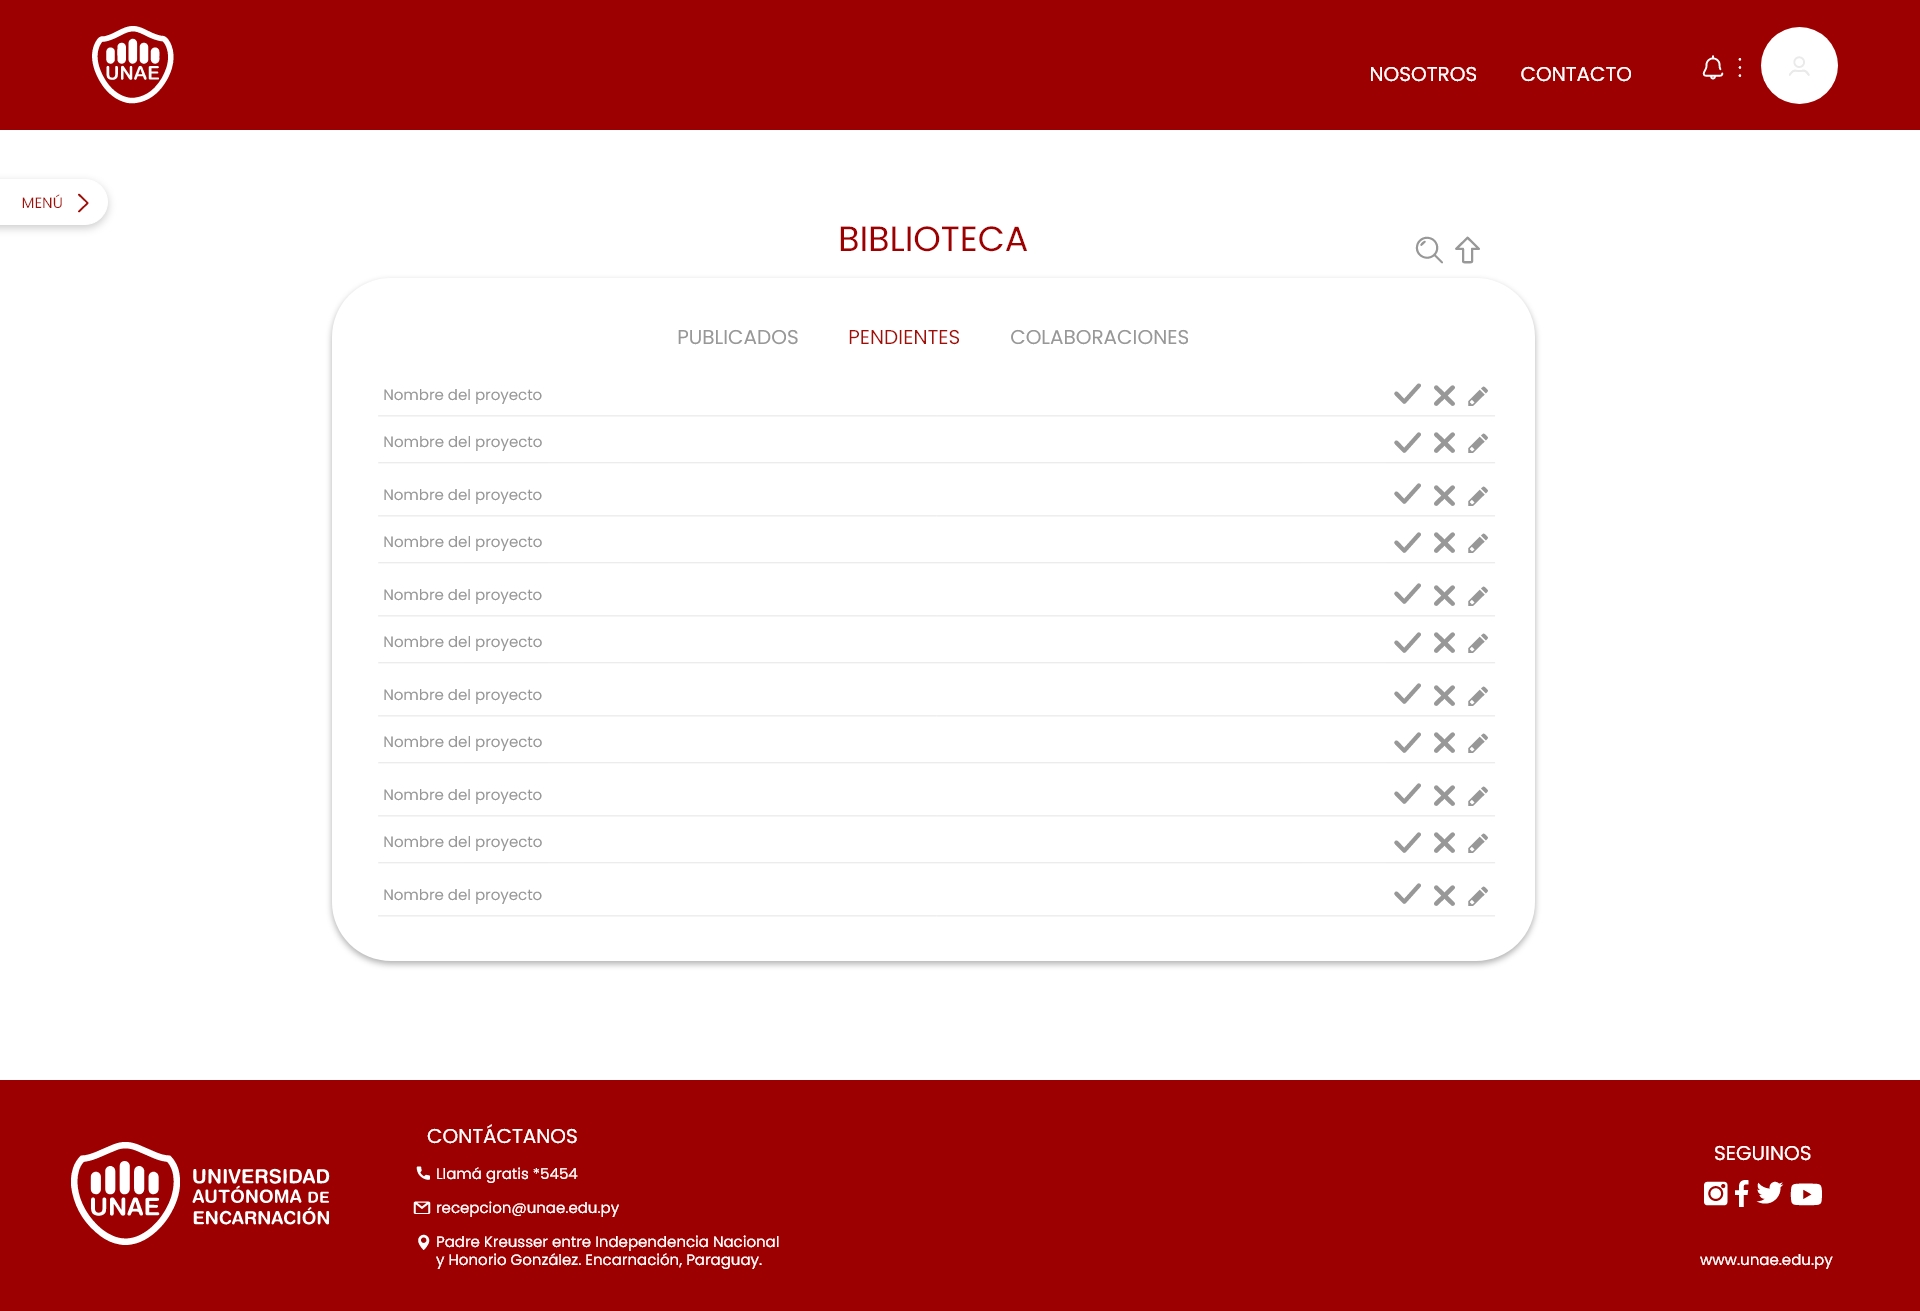 UNAE
NOSOTROS
CONTACTO
MENÚ
BIBLIOTECA
PUBLICADOS
PENDIENTES
COLABORACIONES
Nombre del proyecto
Nombre del proyecto
Nombre del proyecto
Nombre del proyecto
Nombre del proyecto
Nombre del proyecto
Nombre del proyecto
Nombre del proyecto
Nombre del proyecto
Nombre del proyecto
Nombre del proyecto
UNAE
UNIVERSIDAD
AUTÓNOMA DE
ENCARNACIÓN
CONTÁCTANOS
Llamá gratis *5454
recepcion@unae.edu.py
Padre Kreusser entre Independencia Nacional
y Honorio González. Encarnación, Paraguay.
SEGUINOS
www.unae.edu.py